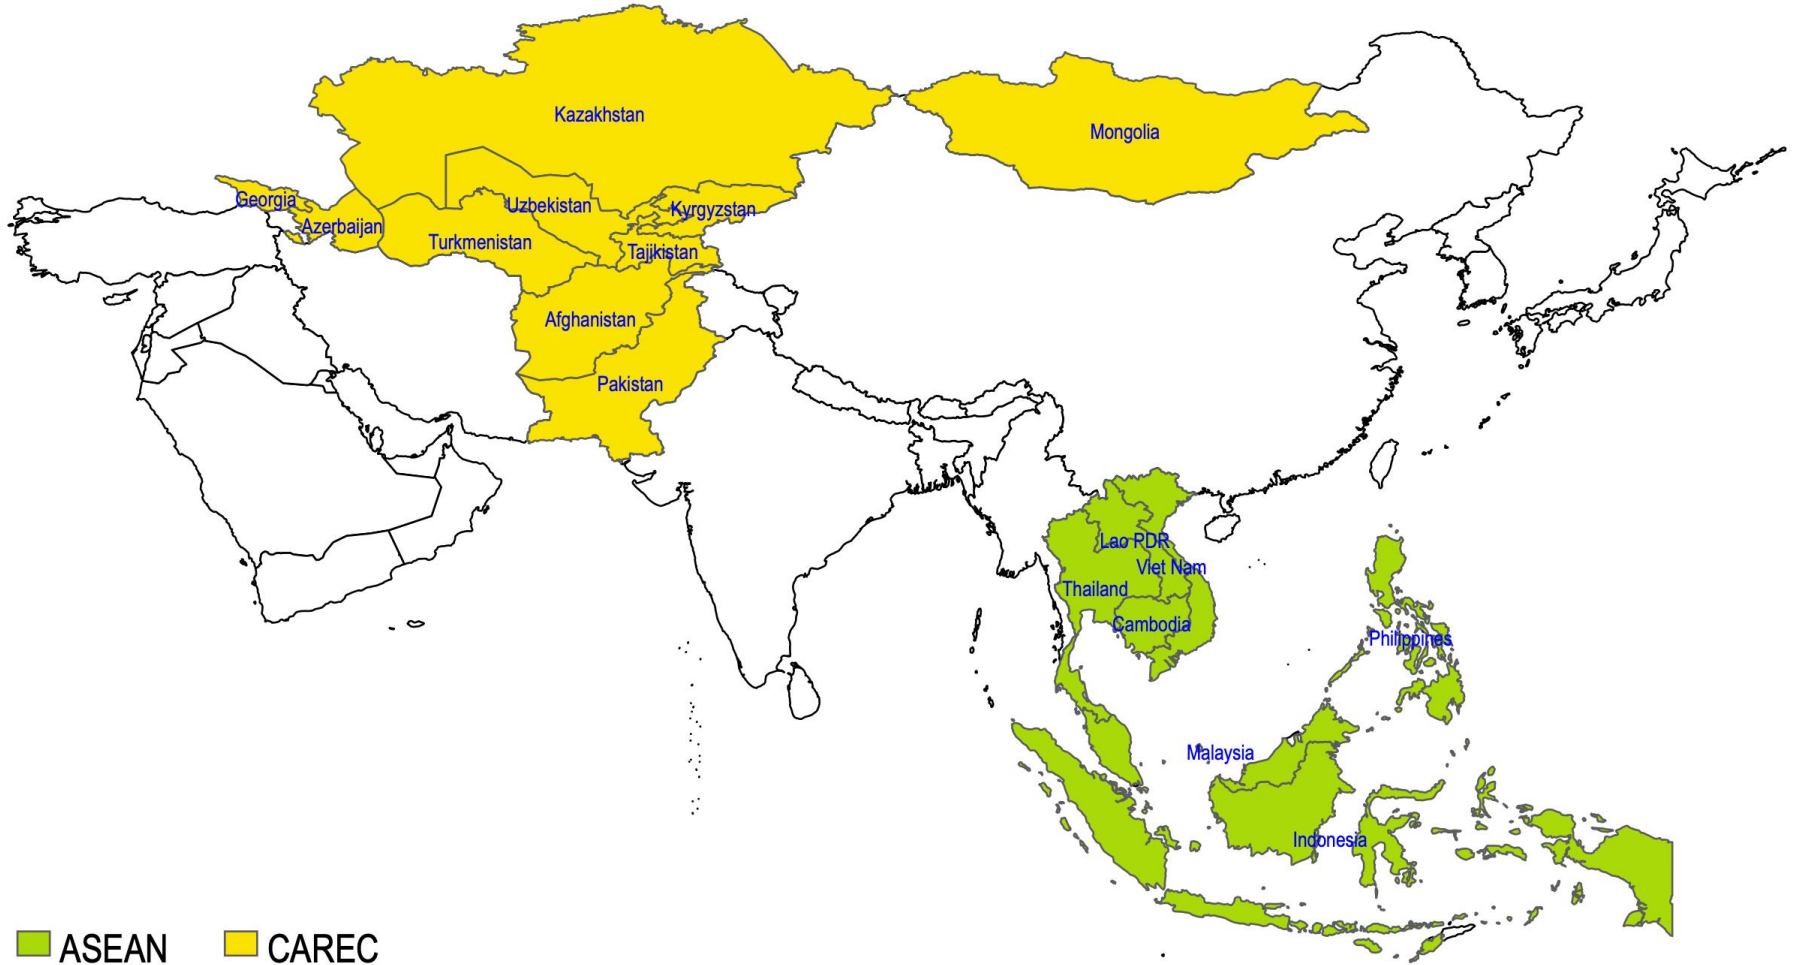 Kazakhstan
Mongolia
Georgia
Uzbekistan
Kyrgyzstan
Azerbaijan
Turkmenistan
Tajikistan
Afghanistan
Pakistan
Lao PDR
Viet Nam
Thailand
Cambodia
Philippines
Malaysia
Indonesia
ASEAN
CAREC